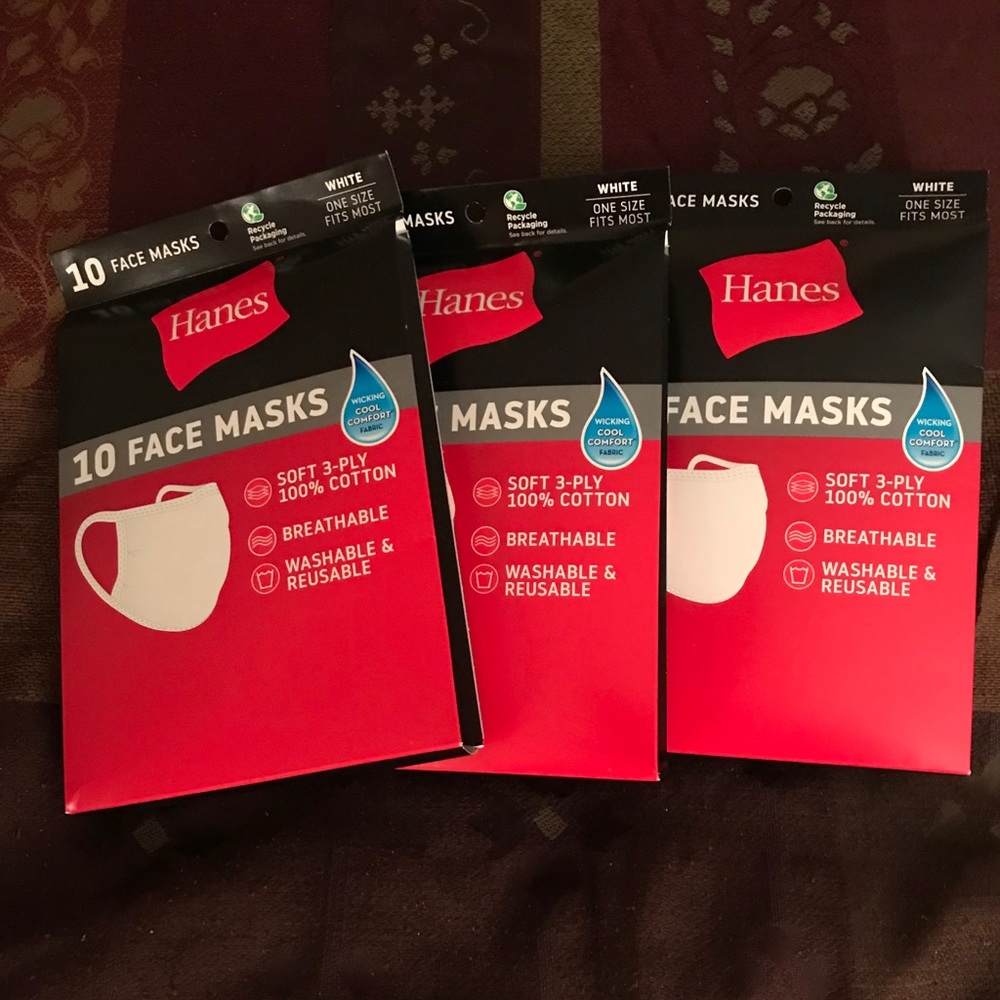 10 FACE MASKS
Recycle
Packaging
See back for details.
WHITE
ONE SIZE
FITS MOST
Hanes
10 FACE MASKS
WICKING
COOL
COMFORT
FABRIC
SOFT 3-PLY
100% COTTON
BREATHABLE
WASHABLE &
REUSABLE
MASKS
Recycle
Packaging
See back for details.
WHITE
ONE SIZE
FITS MOST
Hanes
MASKS
WICKING
COOL
COMFORT
FABRIC
SOFT 3-PLY
100% COTTON
BREATHABLE
WASHABLE &
REUSABLE
ACE MASKS
Recycle
Packaging
See back for details.
WHITE
ONE SIZE
FITS MOST
Hanes
FACE MASKS
WICKING
COOL
COMFORT
FABRIC
SOFT 3-PLY
100% COTTON
BREATHABLE
WASHABLE &
REUSABLE